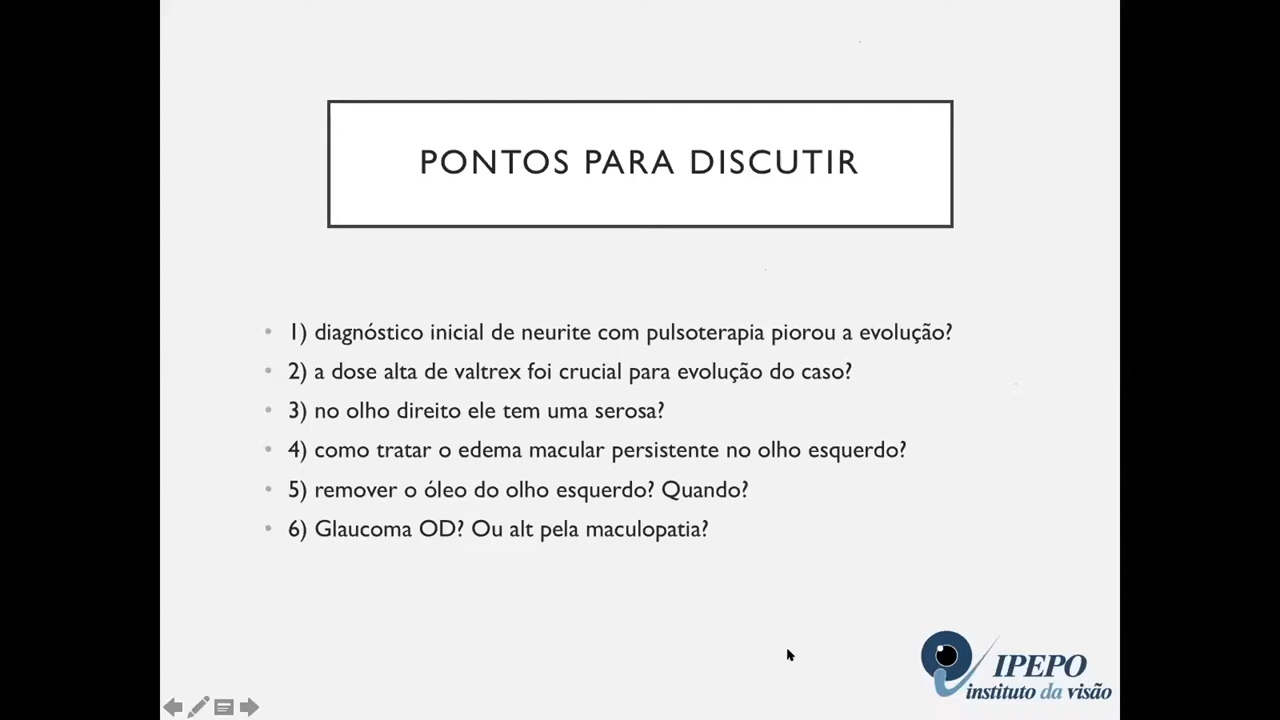 PONTOS PARA DISCUTIR
• 1) diagnóstico inicial de neurite com pulsoterapia piorou a evolução?
• 2) a dose alta de valtrex foi crucial para evolução do caso?
• 3) no olho direito ele tem uma serosa?
• 4) como tratar o edema macular persistente no olho esquerdo?
• 5) remover o óleo do olho esquerdo? Quando?
• 6) Glaucoma OD? Ou alt pela maculopatia?
IPEPO
instituto da visão